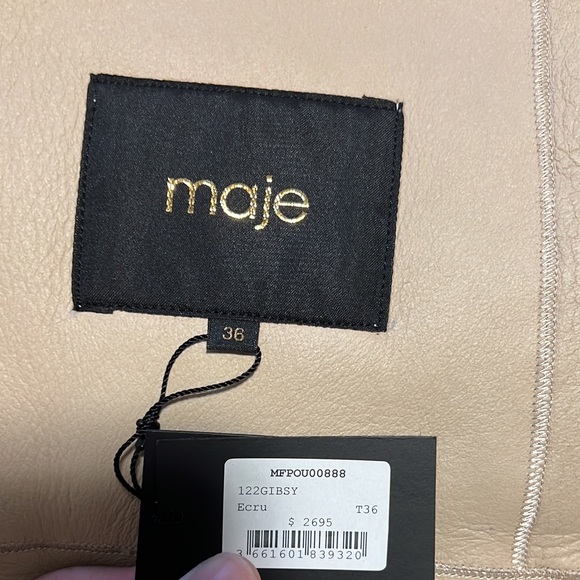 maje
36
MFPOU00888
122GIBSY
Ecru T36
$ 2695
3 661601 839320